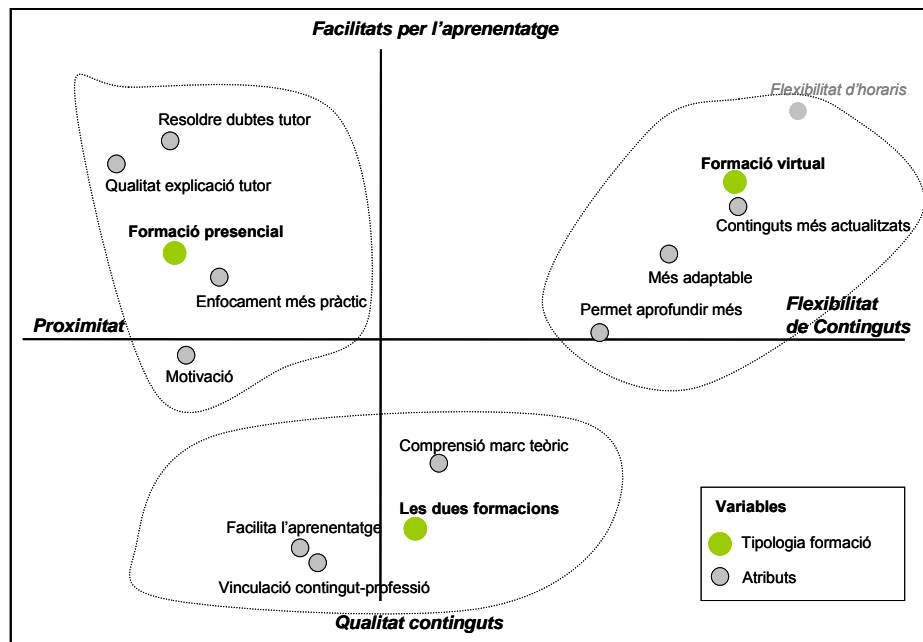 Facilitats per l'aprenentatge
Flexibilitat d'horaris
Resoldre dubtes tutor
Formació virtual
Qualitat explicació tutor
Continguts més actualitzats
Formació presencial
Més adaptable
Enfocament més pràctic
Permet aprofundir més
Proximitat
Flexibilitat
de Continguts
Motivació
Comprensió marc teòric
Les dues formacions
Facilita l'aprenentatge
Vinculació contingut-professió
Qualitat continguts
Variables
Tipologia formació
Atributs